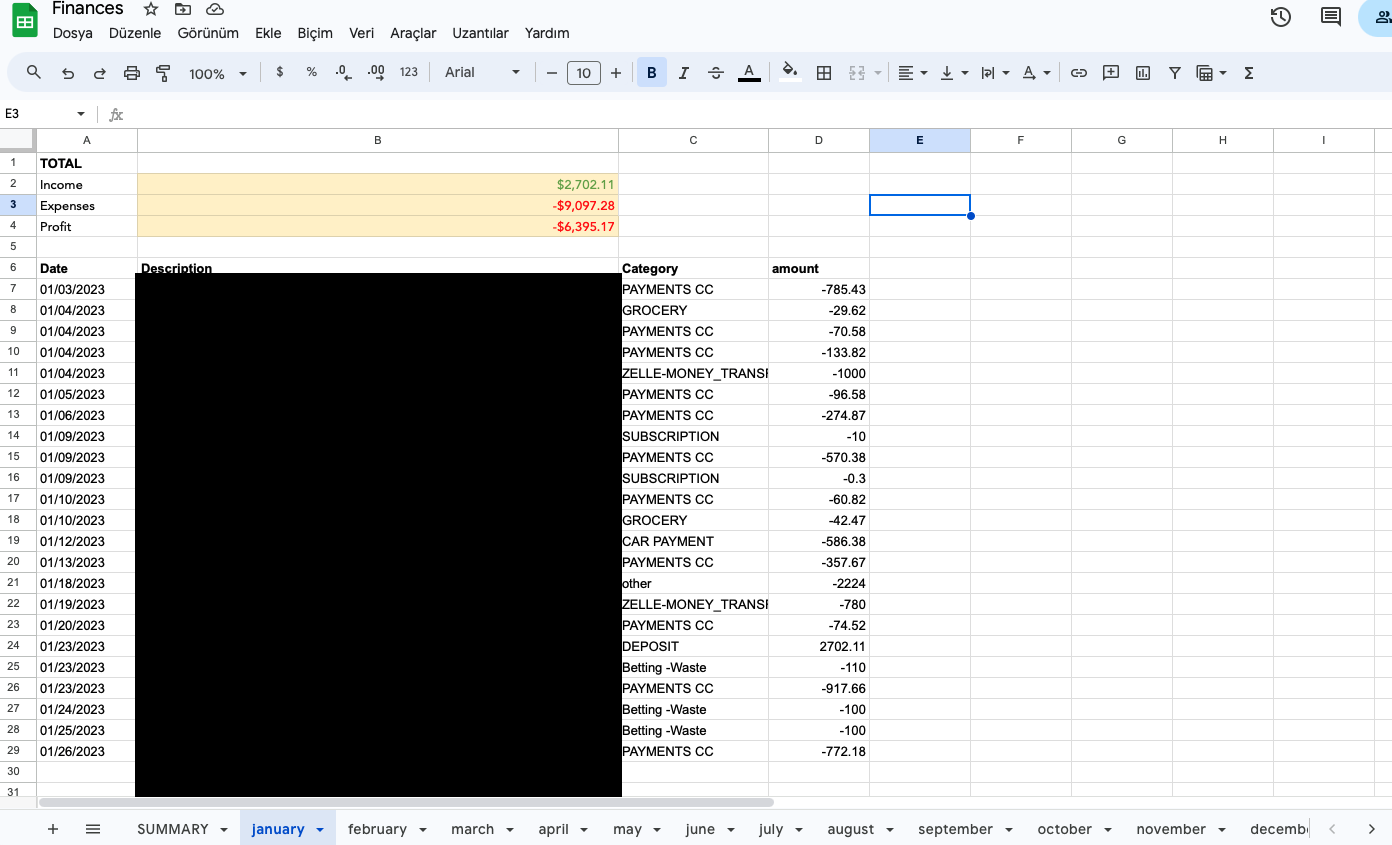 Finances
Dosya Düzenle Görünüm Ekle Biçim Veri Araçlar Uzantılar Yardım
100% $ % .0 .00 123 Arial 10 B I A
E3 fx
A B C D E F G H I
1 TOTAL
2 Income $2,702.11
3 Expenses -$9,097.28
4 Profit -$6,395.17
5
6 Date Description Category amount
7 01/03/2023 PAYMENTS CC -785.43
8 01/04/2023 GROCERY -29.62
9 01/04/2023 PAYMENTS CC -70.58
10 01/04/2023 PAYMENTS CC -133.82
11 01/04/2023 ZELLE-MONEY_TRANSF -1000
12 01/05/2023 PAYMENTS CC -96.58
13 01/06/2023 PAYMENTS CC -274.87
14 01/09/2023 SUBSCRIPTION -10
15 01/09/2023 PAYMENTS CC -570.38
16 01/09/2023 SUBSCRIPTION -0.3
17 01/10/2023 PAYMENTS CC -60.82
18 01/10/2023 GROCERY -42.47
19 01/12/2023 CAR PAYMENT -586.38
20 01/13/2023 PAYMENTS CC -357.67
21 01/18/2023 other -2224
22 01/19/2023 ZELLE-MONEY_TRANSF -780
23 01/20/2023 PAYMENTS CC -74.52
24 01/23/2023 DEPOSIT 2702.11
25 01/23/2023 Betting -Waste -110
26 01/23/2023 PAYMENTS CC -917.66
27 01/24/2023 Betting -Waste -100
28 01/25/2023 Betting -Waste -100
29 01/26/2023 PAYMENTS CC -772.18
30
31
SUMMARY january february march april may june july august september october november decemb